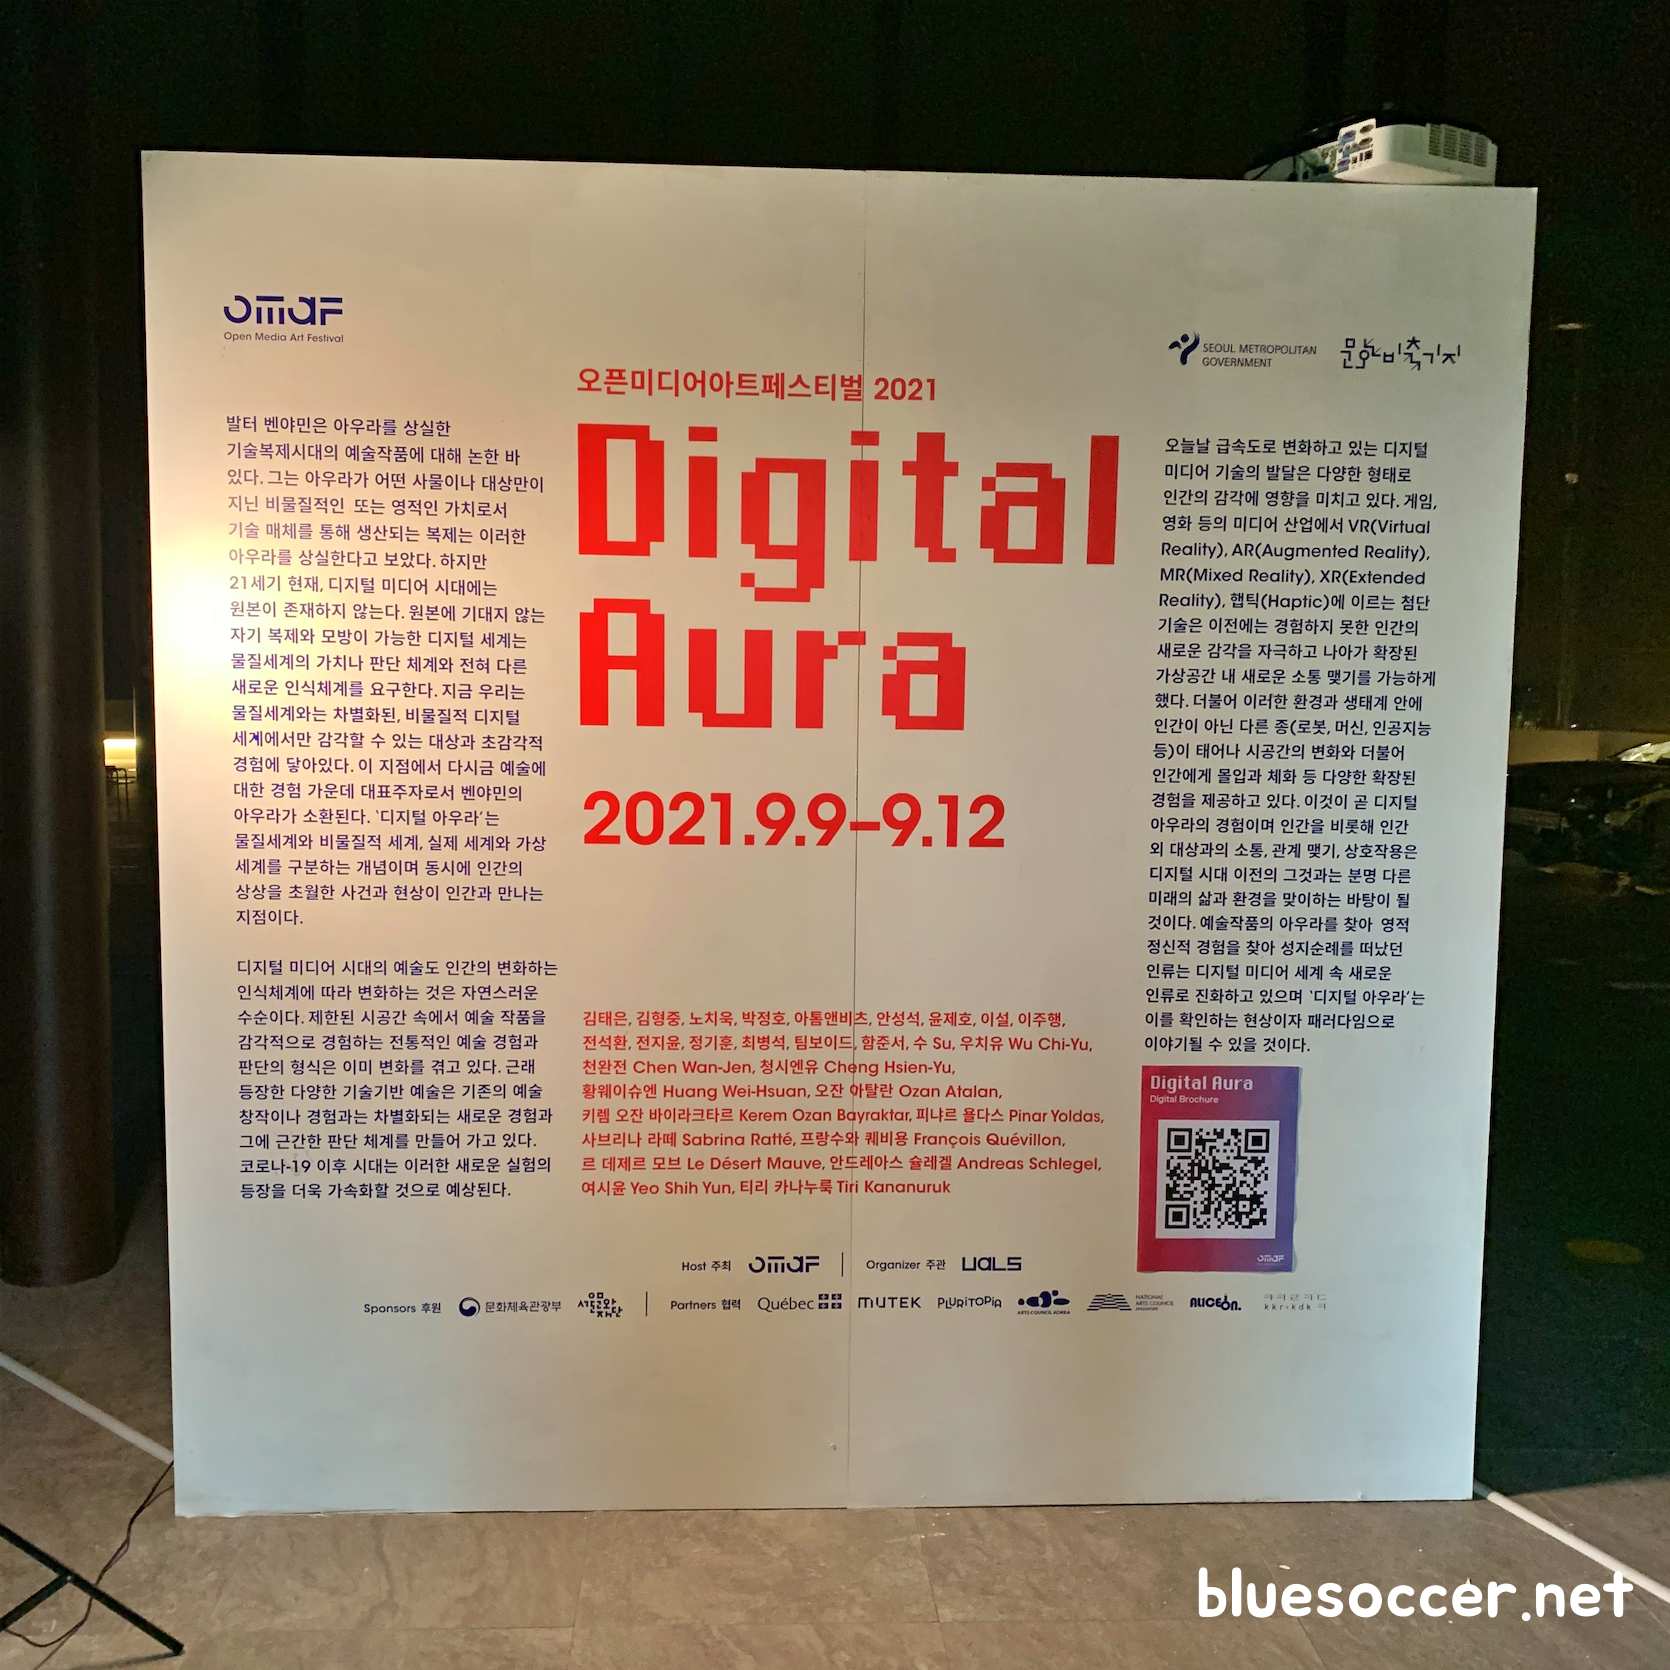 omaf
Open Media Art Festival
SEOUL METROPOLITAN
GOVERNMENT
문화비축기지
오픈미디어아트페스티벌 2021
Digital
Aura
2021.9.9–9.12
발터 벤야민은 아우라를 상실한
기술복제시대의 예술작품에 대해 논한 바
있다. 그는 아우라가 어떤 사물이나 대상만이
지닌 비물질적인 또는 영적인 가치로서
기술 매체를 통해 생산되는 복제는 이러한
아우라를 상실한다고 보았다. 하지만
21세기 현재, 디지털 미디어 시대에는
원본이 존재하지 않는다. 원본에 기대지 않는
자기 복제와 모방이 가능한 디지털 세계는
물질세계의 가치나 판단 체계와 전혀 다른
새로운 인식체계를 요구한다. 지금 우리는
물질세계와는 차별화된, 비물질적 디지털
세계에서만 감각할 수 있는 대상과 초감각적
경험에 닿아있다. 이 지점에서 다시금 예술에
대한 경험 가운데 대표주자로서 벤야민의
아우라가 소환된다. ‘디지털 아우라’는
물질세계와 비물질적 세계, 실제 세계와 가상
세계를 구분하는 개념이며 동시에 인간의
상상을 초월한 사건과 현상이 인간과 만나는
지점이다.
디지털 미디어 시대의 예술도 인간의 변화하는
인식체계에 따라 변화하는 것은 자연스러운
수순이다. 제한된 시공간 속에서 예술 작품을
감각적으로 경험하는 전통적인 예술 경험과
판단의 형식은 이미 변화를 겪고 있다. 근래
등장한 다양한 기술기반 예술은 기존의 예술
창작이나 경험과는 차별화되는 새로운 경험과
그에 근간한 판단 체계를 만들어 가고 있다.
코로나-19 이후 시대는 이러한 새로운 실험의
등장을 더욱 가속화할 것으로 예상된다.
김태은, 김형중, 노치욱, 박정호, 아톰앤비츠, 안성석, 윤제호, 이설, 이주행,
전석환, 전지윤, 정기훈, 최병석, 팀보이드, 함준서, 수 Su, 우치유 Wu Chi-Yu,
천완전 Chen Wan-Jen, 청시엔유 Cheng Hsien-Yu,
황웨이슈엔 Huang Wei-Hsuan, 오잔 아탈란 Ozan Atalan,
키렘 오잔 바이라크타르 Kerem Ozan Bayraktar, 피나르 욜다스 Pinar Yoldas,
사브리나 라떼 Sabrina Ratté, 프랑수와 퀘비용 François Quévillon,
르 데제르 모브 Le Désert Mauve, 안드레아스 슐레겔 Andreas Schlegel,
여시윤 Yeo Shih Yun, 티리 카나누룩 Tiri Kananuruk
오늘날 급속도로 변화하고 있는 디지털
미디어 기술의 발달은 다양한 형태로
인간의 감각에 영향을 미치고 있다. 게임,
영화 등의 미디어 산업에서 VR(Virtual
Reality), AR(Augmented Reality),
MR(Mixed Reality), XR(Extended
Reality), 햅틱(Haptic)에 이르는 첨단
기술은 이전에는 경험하지 못한 인간의
새로운 감각을 자극하고 나아가 확장된
가상공간 내 새로운 소통 맺기를 가능하게
했다. 더불어 이러한 환경과 생태계 안에
인간이 아닌 다른 종(로봇, 머신, 인공지능
등)이 태어나 시공간의 변화와 더불어
인간에게 몰입과 체화 등 다양한 확장된
경험을 제공하고 있다. 이것이 곧 디지털
아우라의 경험이며 인간을 비롯해 인간
외 대상과의 소통, 관계 맺기, 상호작용은
디지털 시대 이전의 그것과는 분명 다른
미래의 삶과 환경을 맞이하는 바탕이 될
것이다. 예술작품의 아우라를 찾아 영적
정신적 경험을 찾아 성지순례를 떠났던
인류는 디지털 미디어 세계 속 새로운
인류로 진화하고 있으며 ‘디지털 아우라’는
이를 확인하는 현상이자 패러다임으로
이야기될 수 있을 것이다.
Digital Aura
Digital Brochure
omaf
Host 주최 omaf Organizer 주관 UALS
Sponsors 후원 문화체육관광부 서울문화재단 Partners 협력 Québec MUTEK PLURITOPIA ARTS COUNCIL KOREA NATIONAL ARTS COUNCIL SINGAPORE ALICEON. ㅋㅋㄹㅋㄷ kkr-kdk ㅋ
bluesoccer.net